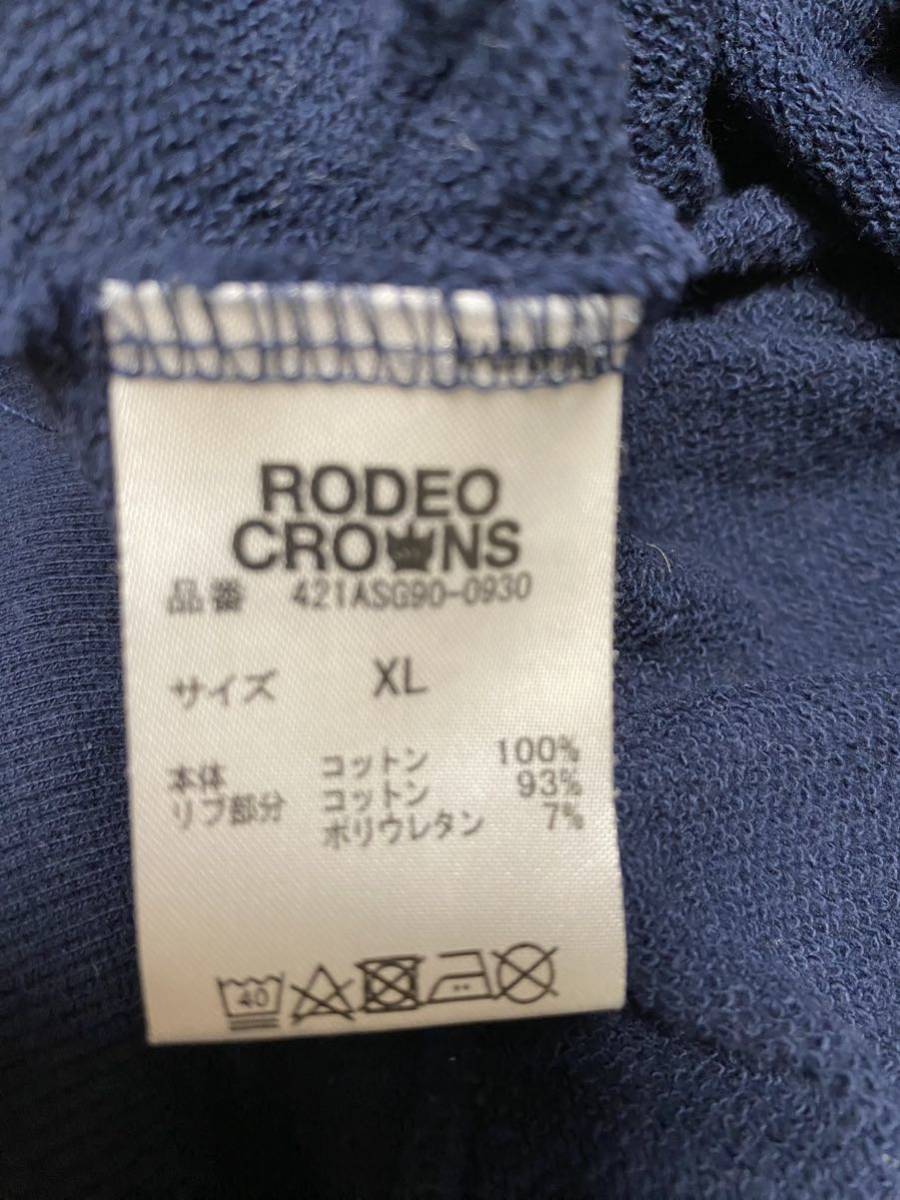 RODEO
CROWNS
品番 421ASG90-0930
サイズ XL
本体 コットン 100%
リブ部分 コットン 93%
ポリウレタン 7%
40